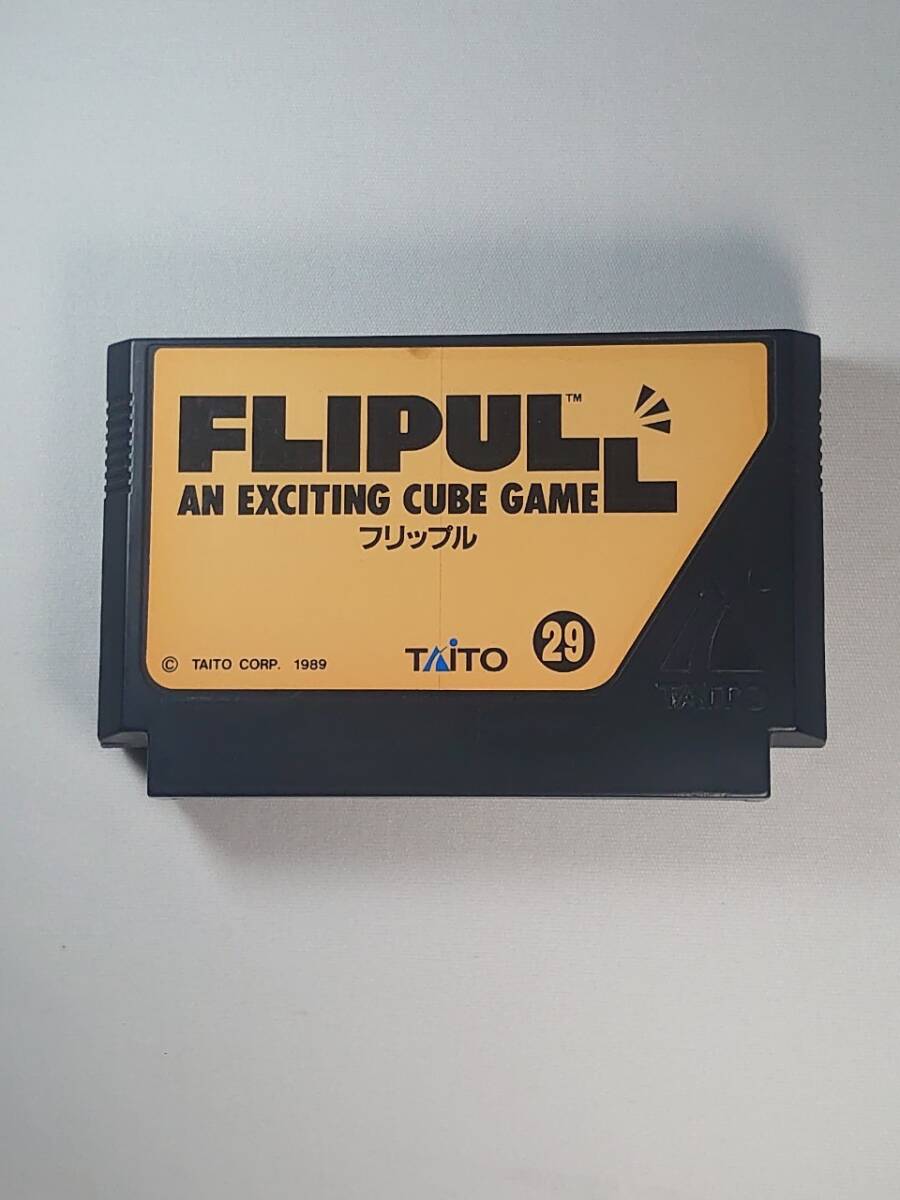 FLIPULL™
AN EXCITING CUBE GAME
フリップル
© TAITO CORP. 1989
TAITO
29
TAITO